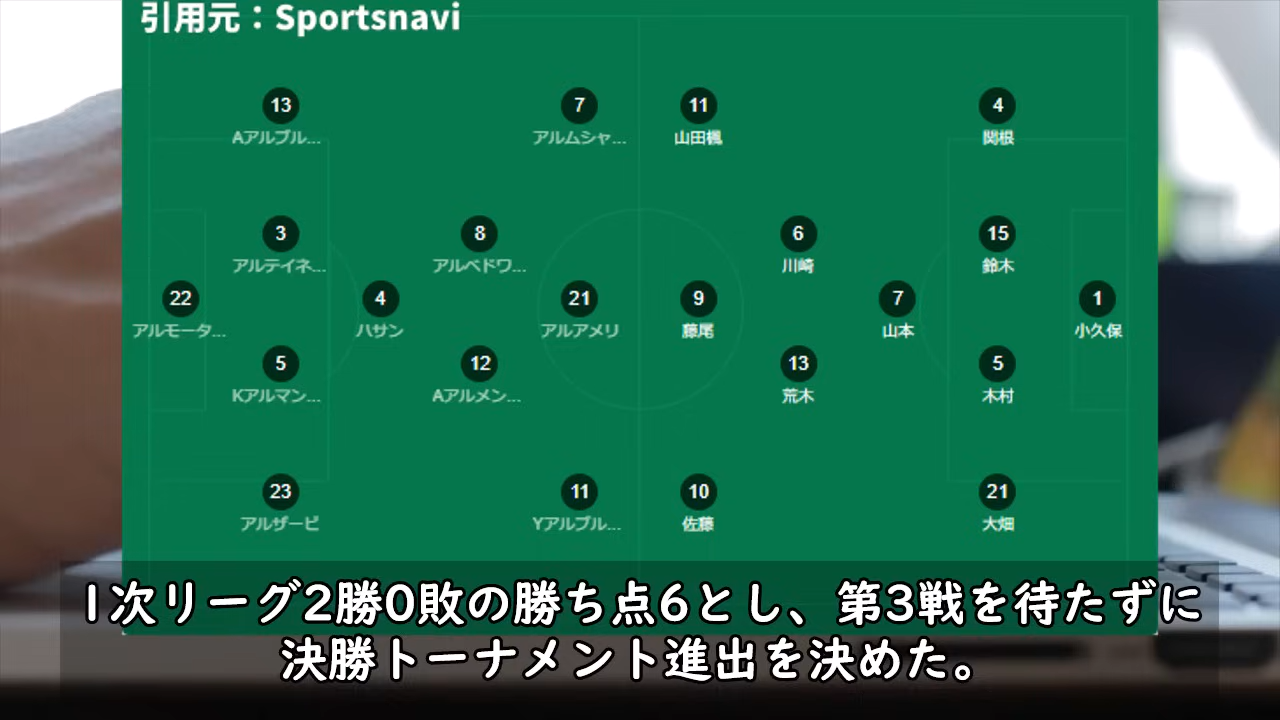 引用元：Sportsnavi
13 7 11 4
Aアルブル... アルムシャ... 山田楓 関根
3 8 6 15
アルテイネ... アルベドワ... 川崎 鈴木
22 4 21 9 7 1
アルモータ... ハサン アルアメリ 藤尾 山本 小久保
5 12 13 5
Kアルマン... Aアルメン... 荒木 木村
23 11 10 21
アルザービ Yアルブル... 佐藤 大畑
1次リーグ2勝0敗の勝ち点6とし、第3戦を待たずに
決勝トーナメント進出を決めた。